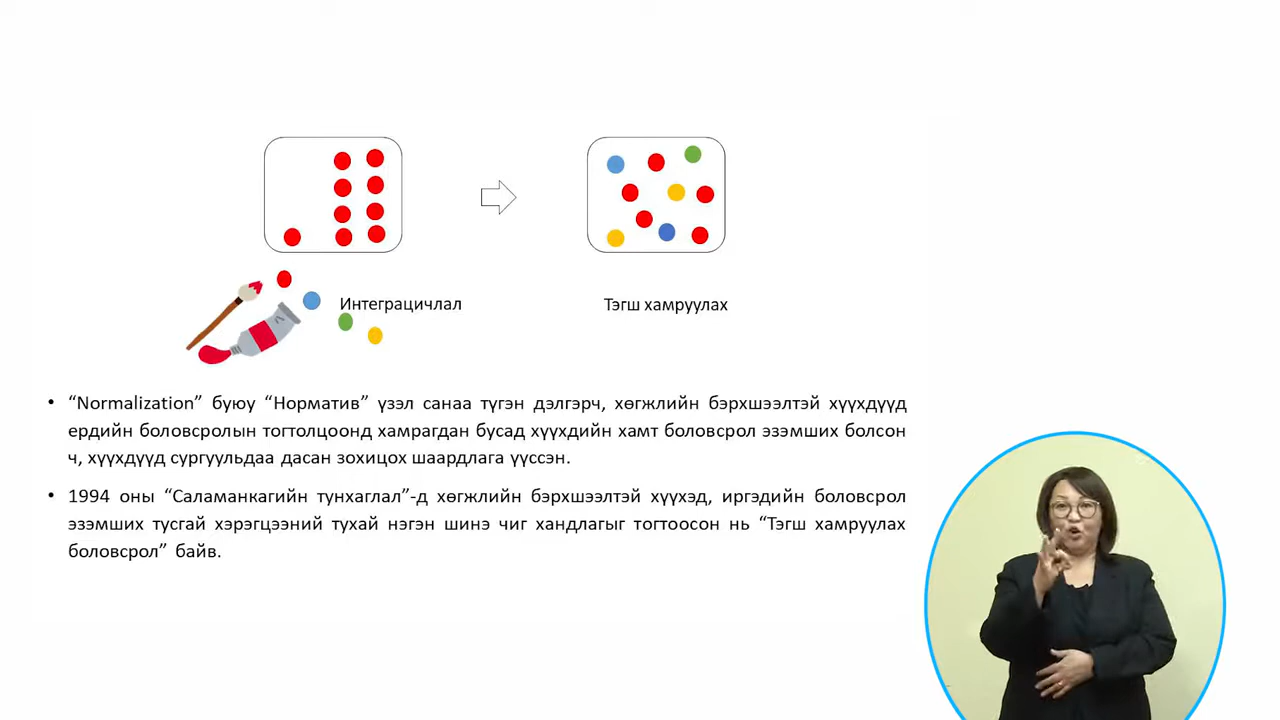 Интеграцичлал
Тэгш хамруулах
• “Normalization” буюу “Норматив” үзэл санаа түгэн дэлгэрч, хөгжлийн бэрхшээлтэй хүүхдүүд
ердийн боловсролын тогтолцоонд хамрагдан бусад хүүхдийн хамт боловсрол эзэмших болсон
ч, хүүхдүүд сургуульдаа дасан зохицох шаардлага үүссэн.
• 1994 оны “Саламанкагийн тунхаглал”-д хөгжлийн бэрхшээлтэй хүүхэд, иргэдийн боловсрол
эзэмших тусгай хэрэгцээний тухай нэгэн шинэ чиг хандлагыг тогтоосон нь “Тэгш хамруулах
боловсрол” байв.